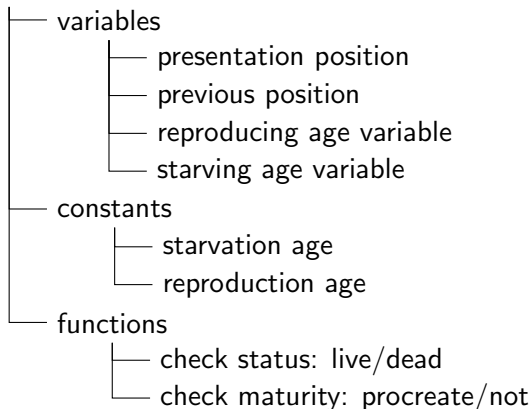 variables
presentation position
previous position
reproducing age variable
starving age variable
constants
starvation age
reproduction age
functions
check status: live/dead
check maturity: procreate/not